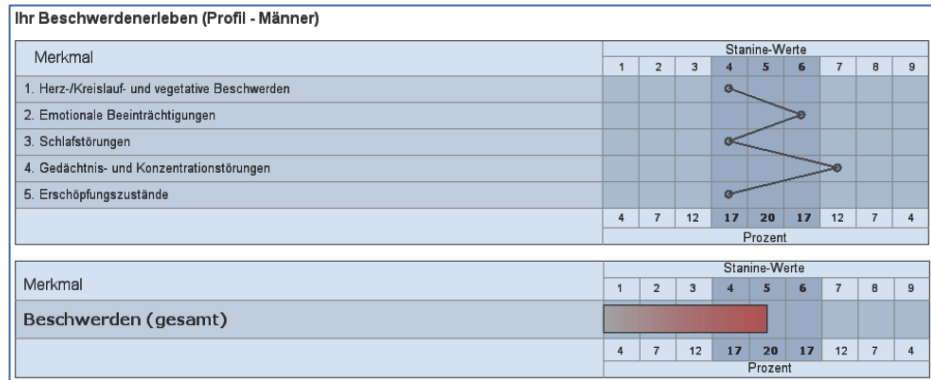 Ihr Beschwerdenerleben (Profil - Männer)
Merkmal
Stanine-Werte
1 2 3 4 5 6 7 8 9
1. Herz-/Kreislauf- und vegetative Beschwerden
2. Emotionale Beeinträchtigungen
3. Schlafstörungen
4. Gedächtnis- und Konzentrationstörungen
5. Erschöpfungszustände
4 7 12 17 20 17 12 7 4
Prozent
Merkmal
Stanine-Werte
1 2 3 4 5 6 7 8 9
Beschwerden (gesamt)
4 7 12 17 20 17 12 7 4
Prozent